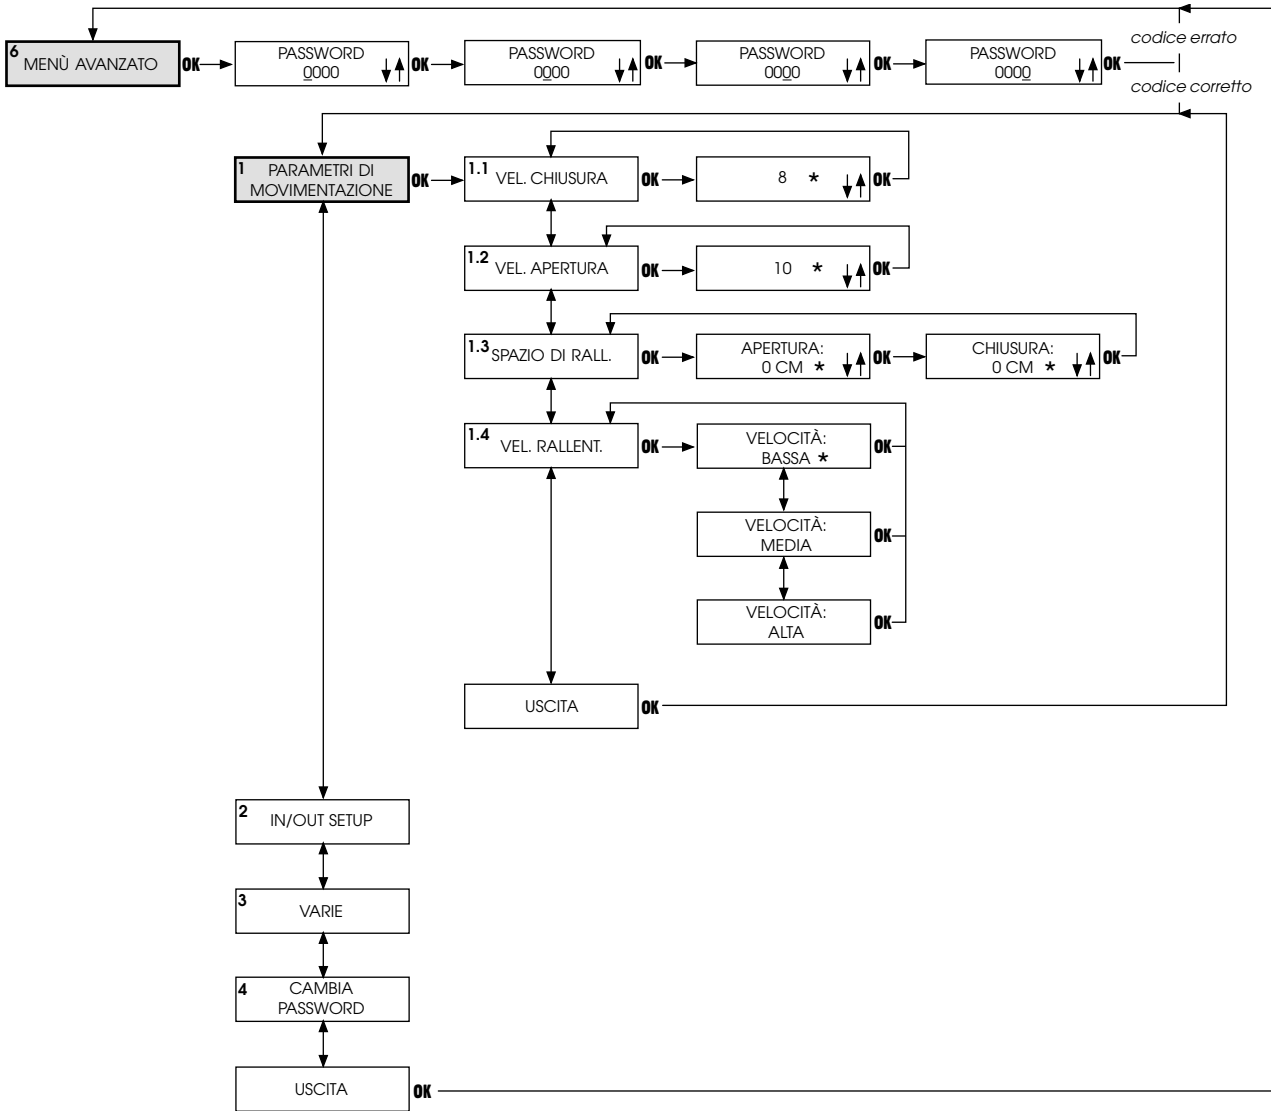 codice errato
6
MENÙ AVANZATO
OK
PASSWORD
0000
OK
PASSWORD
0000
OK
PASSWORD
0000
OK
PASSWORD
0000
OK
codice corretto
1
PARAMETRI DI
MOVIMENTAZIONE
OK
1.1
VEL. CHIUSURA
OK
8 *
OK
1.2
VEL. APERTURA
OK
10 *
OK
1.3
SPAZIO DI RALL.
OK
APERTURA:
0 CM *
OK
CHIUSURA:
0 CM *
OK
1.4
VEL. RALLENT.
OK
VELOCITÀ:
BASSA *
OK
VELOCITÀ:
MEDIA
OK
VELOCITÀ:
ALTA
OK
USCITA
OK
2
IN/OUT SETUP
3
VARIE
4
CAMBIA
PASSWORD
USCITA
OK